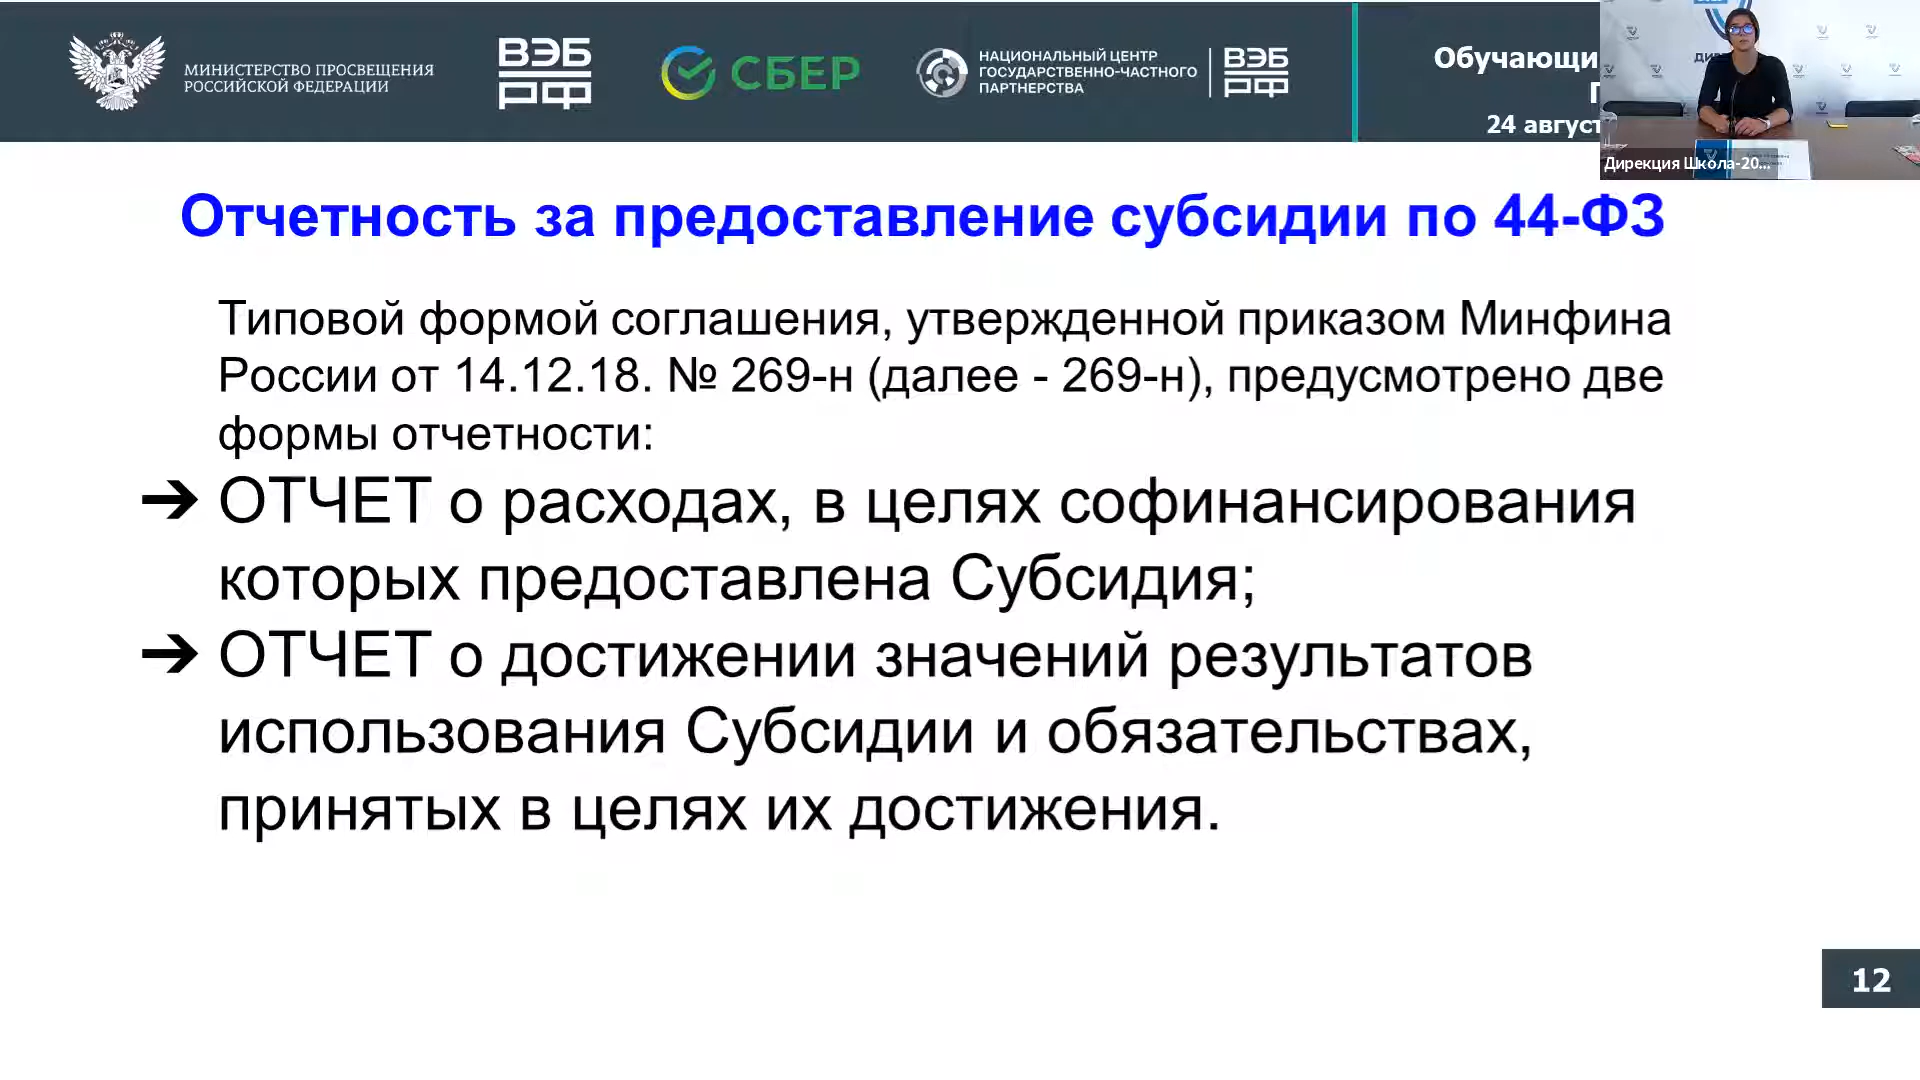 МИНИСТЕРСТВО ПРОСВЕЩЕНИЯ
РОССИЙСКОЙ ФЕДЕРАЦИИ
ВЭБ
РФ
СБЕР
НАЦИОНАЛЬНЫЙ ЦЕНТР
ГОСУДАРСТВЕННО-ЧАСТНОГО
ПАРТНЕРСТВА
ВЭБ
РФ
Обучающи
24 август
Дирекция Школа-20...
Отчетность за предоставление субсидии по 44-ФЗ
Типовой формой соглашения, утвержденной приказом Минфина
России от 14.12.18. № 269-н (далее - 269-н), предусмотрено две
формы отчетности:
➔ ОТЧЕТ о расходах, в целях софинансирования
которых предоставлена Субсидия;
➔ ОТЧЕТ о достижении значений результатов
использования Субсидии и обязательствах,
принятых в целях их достижения.
12